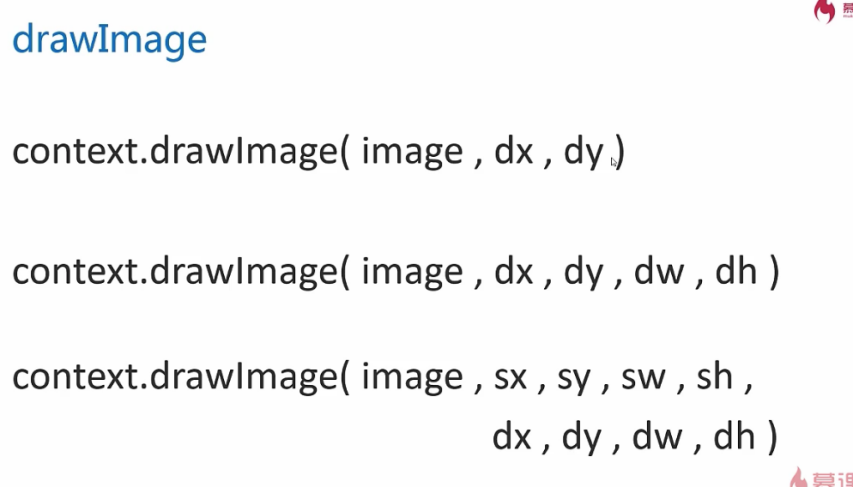 drawImage
context.drawImage( image , dx , dy )
context.drawImage( image , dx , dy , dw , dh )
context.drawImage( image , sx , sy , sw , sh ,
dx , dy , dw , dh )